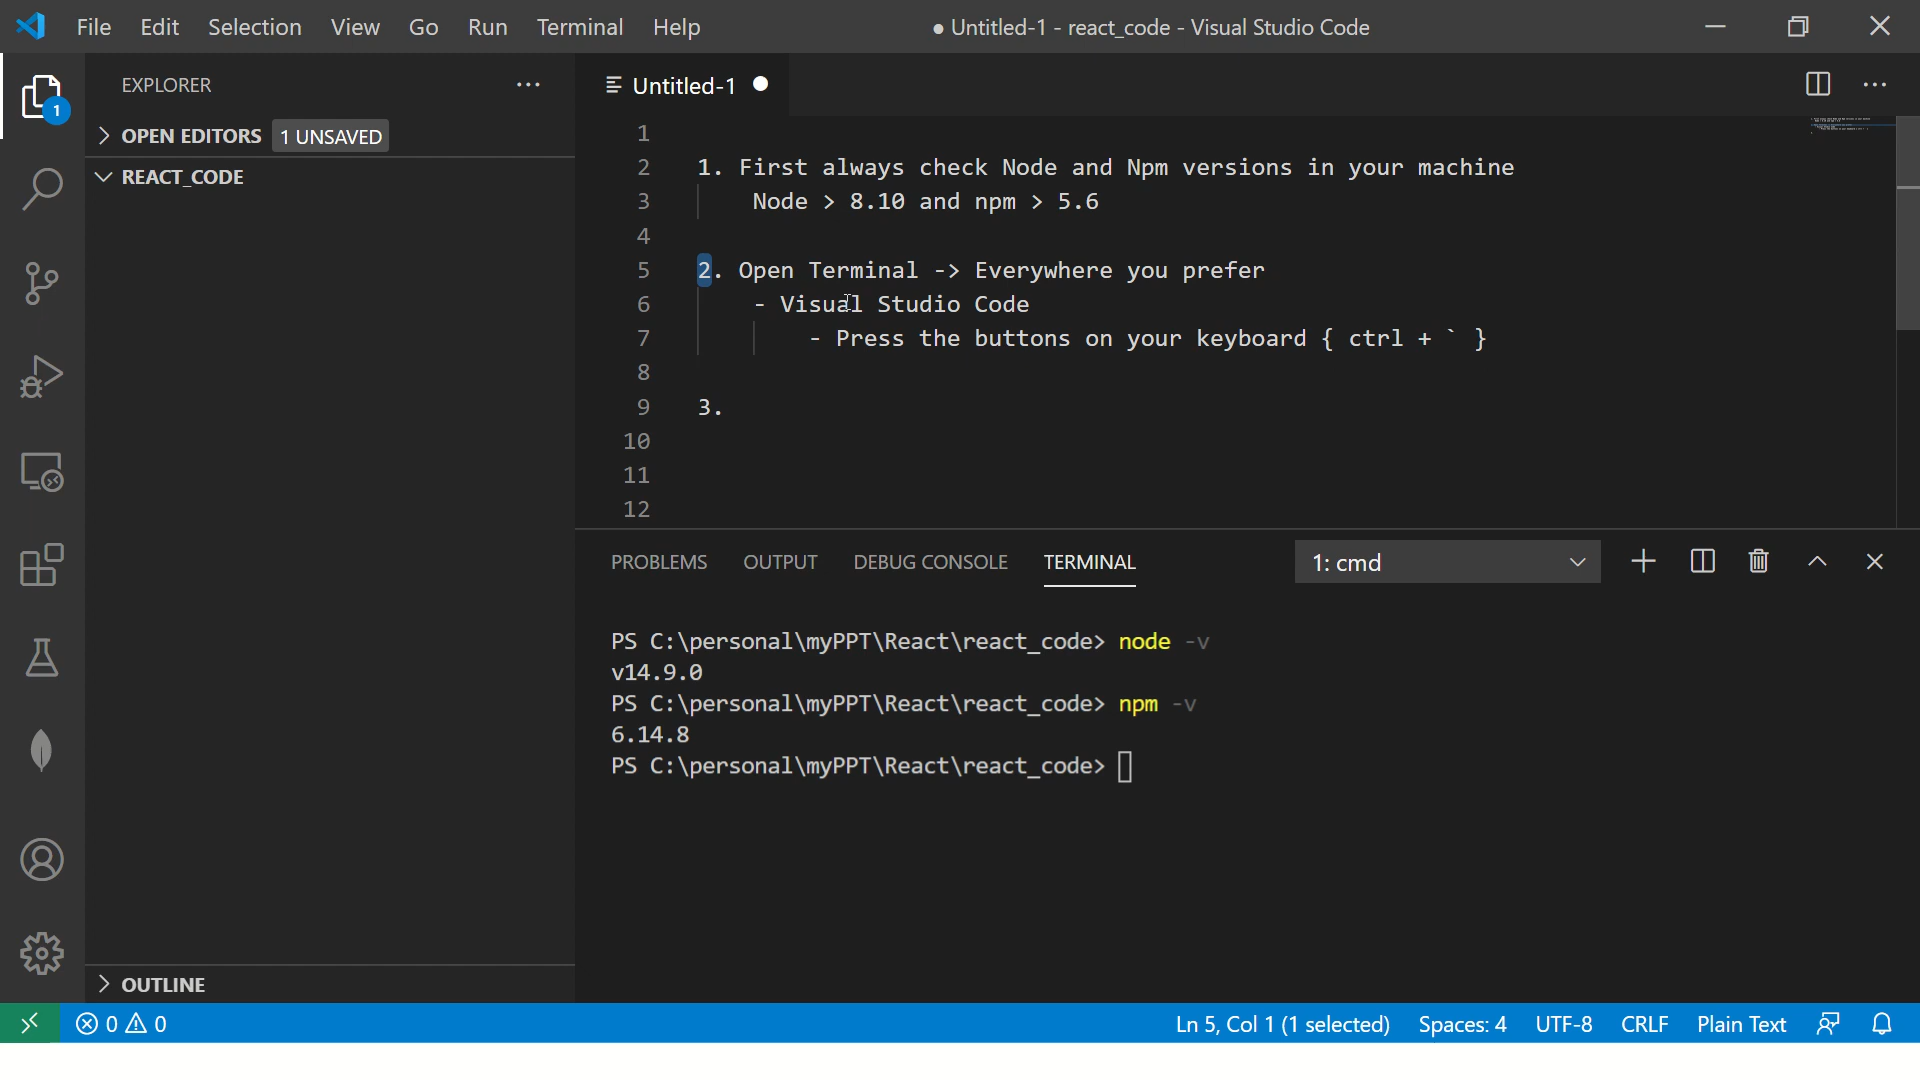 File Edit Selection View Go Run Terminal Help
● Untitled-1 - react_code - Visual Studio Code
EXPLORER
1
OPEN EDITORS 1 UNSAVED
REACT_CODE
OUTLINE
Untitled-1
1
2 1. First always check Node and Npm versions in your machine
3 Node > 8.10 and npm > 5.6
4
5 2. Open Terminal -> Everywhere you prefer
6 - Visual Studio Code
7 - Press the buttons on your keyboard { ctrl + ` }
8
9 3.
10
11
12
PROBLEMS OUTPUT DEBUG CONSOLE TERMINAL 1: cmd
PS C:\personal\myPPT\React\react_code> node -v
v14.9.0
PS C:\personal\myPPT\React\react_code> npm -v
6.14.8
PS C:\personal\myPPT\React\react_code>
0 0 Ln 5, Col 1 (1 selected) Spaces: 4 UTF-8 CRLF Plain Text